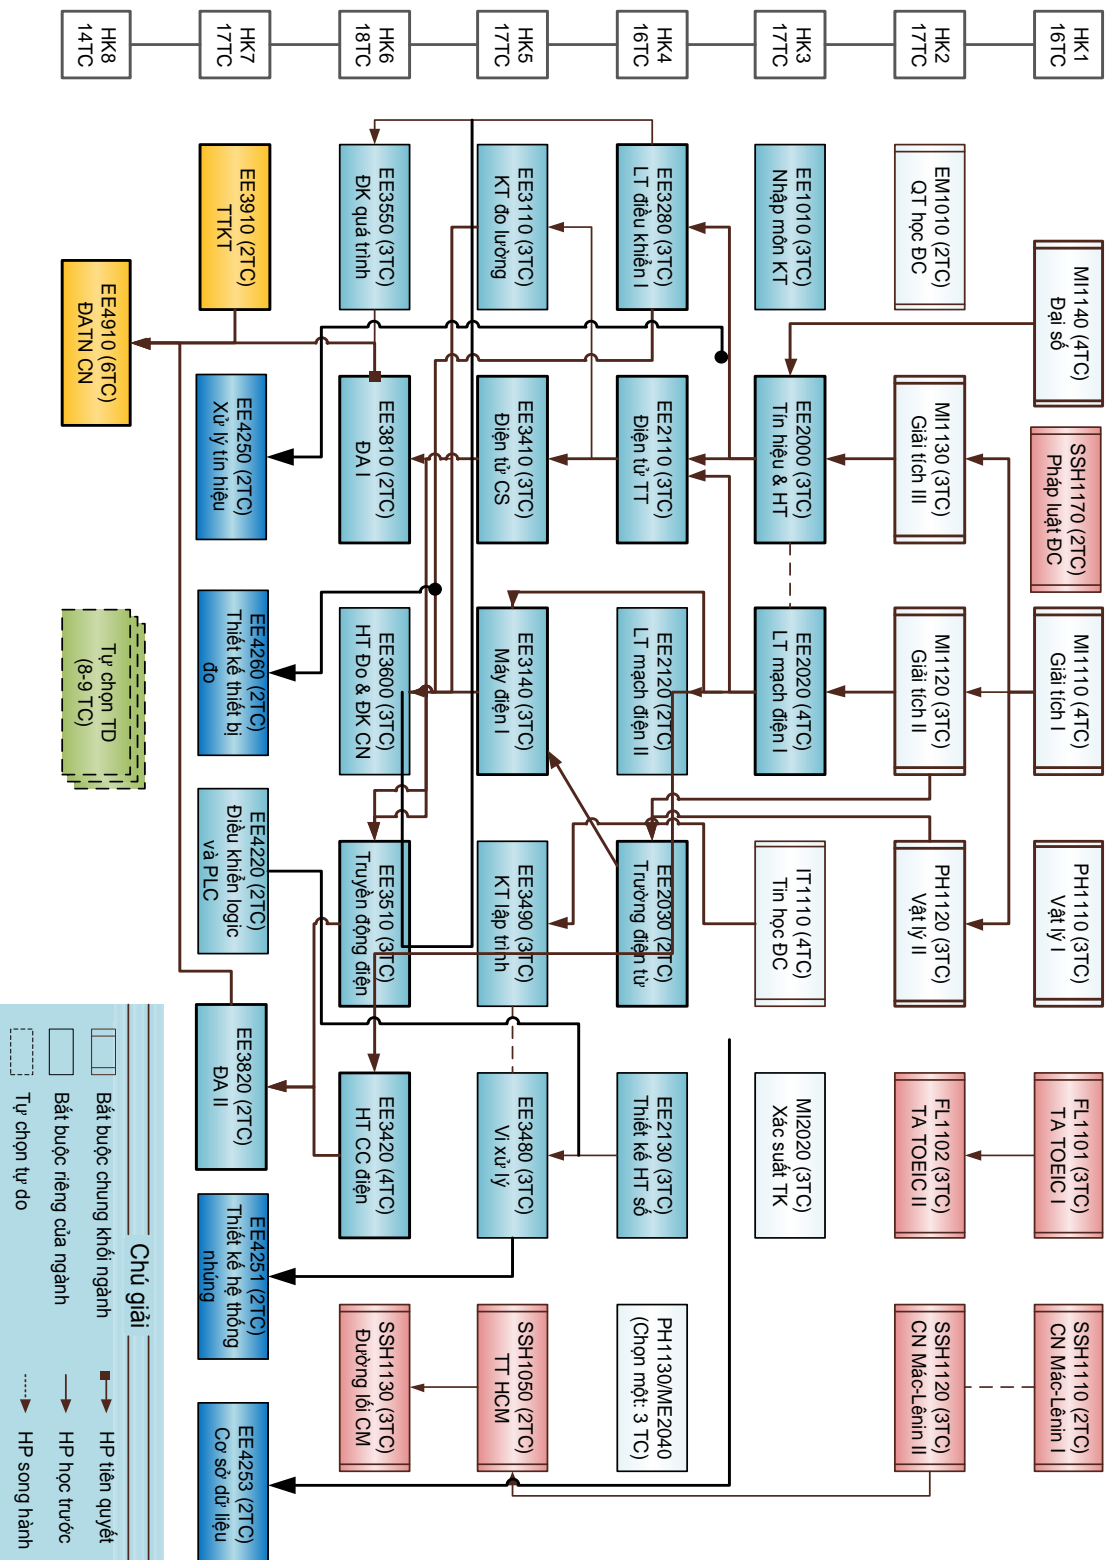 HK1
16TC
HK2
17TC
HK3
17TC
HK4
16TC
HK5
17TC
HK6
18TC
HK7
17TC
HK8
14TC
MI1140 (4TC)
Đại số
SSH1170 (2TC)
Pháp luật ĐC
MI1110 (4TC)
Giải tích I
PH1110 (3TC)
Vật lý I
FL1101 (3TC)
TA TOEIC I
SSH1110 (2TC)
CN Mác-Lênin I
EM1010 (2TC)
QT học ĐC
MI1130 (3TC)
Giải tích III
MI1120 (3TC)
Giải tích II
PH1120 (3TC)
Vật lý II
FL1102 (3TC)
TA TOEIC II
SSH1120 (3TC)
CN Mác-Lênin II
EE1010 (3TC)
Nhập môn KT
EE2000 (3TC)
Tín hiệu & HT
EE2020 (4TC)
LT mạch điện I
IT1110 (4TC)
Tin học ĐC
MI2020 (3TC)
Xác suất TK
EE3280 (3TC)
LT điều khiển I
EE2110 (3TC)
Điện tử TT
EE2120 (2TC)
LT mạch điện II
EE2030 (2TC)
Trường điện từ
EE2130 (3TC)
Thiết kế HT số
PH1130/ME2040
(Chọn một: 3 TC)
EE3110 (3TC)
KT đo lường
EE3410 (3TC)
Điện tử CS
EE3140 (3TC)
Máy điện I
EE3490 (3TC)
KT lập trình
EE3480 (3TC)
Vi xử lý
SSH1050 (2TC)
TT HCM
EE3550 (3TC)
ĐK quá trình
EE3810 (2TC)
ĐA I
EE3600 (3TC)
HT Đo & ĐK CN
EE3510 (3TC)
Truyền động điện
EE3420 (4TC)
HT CC điện
SSH1130 (3TC)
Đường lối CM
EE3910 (2TC)
TTKT
EE4250 (2TC)
Xử lý tín hiệu
EE4260 (2TC)
Thiết kế thiết bị
đo
EE4220 (2TC)
Điều khiển logic
và PLC
EE3820 (2TC)
ĐA II
EE4251 (2TC)
Thiết kế hệ thống
nhúng
EE4253 (2TC)
Cơ sở dữ liệu
EE4910 (6TC)
ĐATN CN
Tự chọn TD
(8-9 TC)
Chú giải
Bắt buộc chung khối ngành
HP tiên quyết
Bắt buộc riêng của ngành
HP học trước
Tự chọn tự do
HP song hành